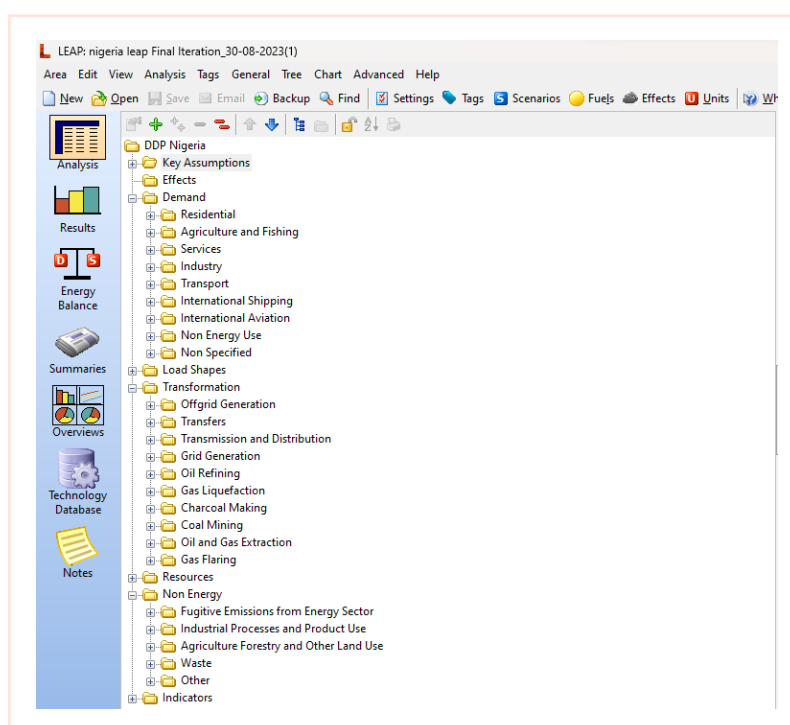 LEAP: nigeria leap Final Iteration_30-08-2023(1)
Area Edit View Analysis Tags General Tree Chart Advanced Help
New Open Save Email Backup Find Settings Tags S Scenarios Fuels Effects U Units Wh
Analysis
Results
D S
Energy
Balance
Summaries
Overviews
Technology
Database
Notes
DDP Nigeria
Key Assumptions
Effects
Demand
Residential
Agriculture and Fishing
Services
Industry
Transport
International Shipping
International Aviation
Non Energy Use
Non Specified
Load Shapes
Transformation
Offgrid Generation
Transfers
Transmission and Distribution
Grid Generation
Oil Refining
Gas Liquefaction
Charcoal Making
Coal Mining
Oil and Gas Extraction
Gas Flaring
Resources
Non Energy
Fugitive Emissions from Energy Sector
Industrial Processes and Product Use
Agriculture Forestry and Other Land Use
Waste
Other
Indicators